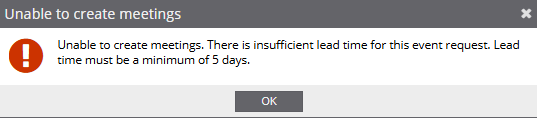 Unable to create meetings
Unable to create meetings. There is insufficient lead time for this event request. Lead
time must be a minimum of 5 days.
OK